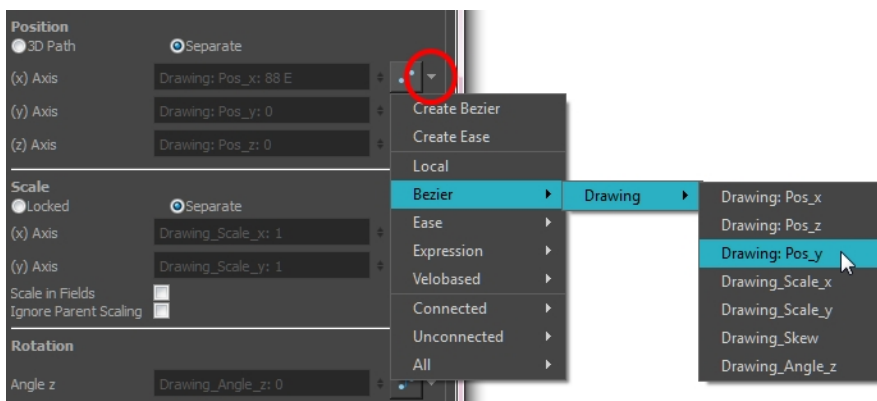 Position
3D Path
Separate
(x) Axis
Drawing: Pos_x: 88 E
(y) Axis
Drawing: Pos_y: 0
(z) Axis
Drawing: Pos_z: 0
Scale
Locked
Separate
(x) Axis
Drawing_Scale_x: 1
(y) Axis
Drawing_Scale_y: 1
Scale in Fields
Ignore Parent Scaling
Rotation
Angle z
Drawing_Angle_z: 0
Create Bezier
Create Ease
Local
Bezier
Ease
Expression
Velobased
Connected
Unconnected
All
Drawing
Drawing: Pos_x
Drawing: Pos_z
Drawing: Pos_y
Drawing_Scale_x
Drawing_Scale_y
Drawing_Skew
Drawing_Angle_z